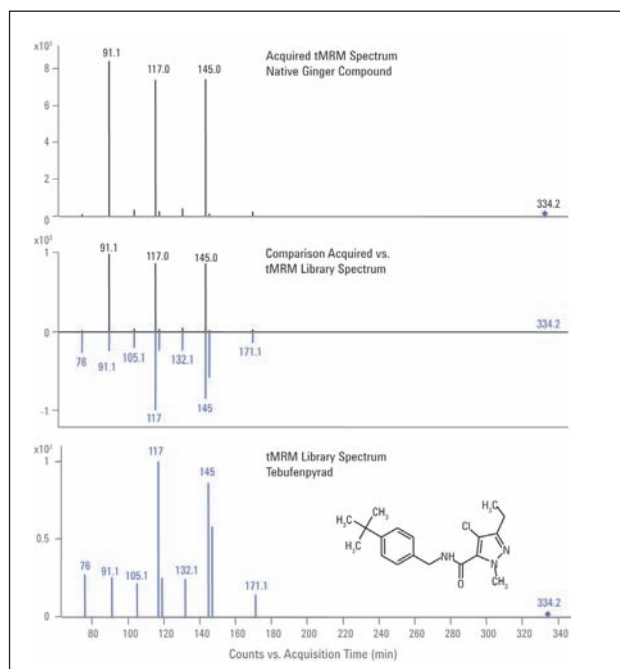 x10³
Acquired tMRM Spectrum
Native Ginger Compound
91.1
117.0
145.0
8
6
4
2
0
334.2
1
91.1
117.0
145.0
Comparison Acquired vs.
tMRM Library Spectrum
0
334.2
76
91.1
105.1
132.1
171.1
117
145
-1
x10³
tMRM Library Spectrum
Tebufenpyrad
1
117
145
0.5
76
91.1
105.1
132.1
171.1
334.2
0
CH₃
H₃C
CH₃
NH
O
Cl
H₃C
N
N
CH₃
80 100 120 140 160 180 200 220 240 260 280 300 320 340
Counts vs. Acquisition Time (min)